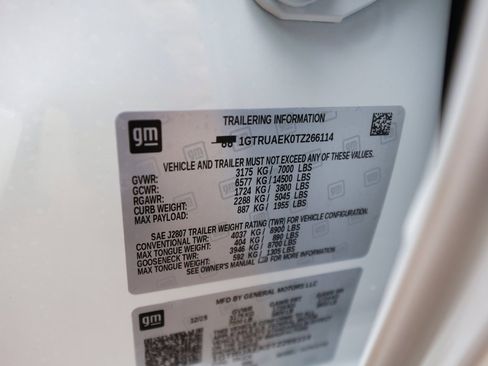 gm
TRAILERING INFORMATION
1GTRUAEK0TZ266114
VEHICLE AND TRAILER MUST NOT EXCEED ANY OF THESE VALUES.
GVWR: 3175 KG / 7000 LBS
GCWR: 6577 KG / 14500 LBS
RGAWR: 1724 KG / 3800 LBS
CURB WEIGHT: 2288 KG / 5045 LBS
MAX PAYLOAD: 887 KG / 1955 LBS
SAE J2807 TRAILER WEIGHT RATING (TWR) FOR VEHICLE CONFIGURATION.
CONVENTIONAL TWR: 4037 KG / 8900 LBS
MAX TONGUE WEIGHT: 404 KG / 890 LBS
GOOSENECK TWR: 3946 KG / 8700 LBS
MAX TONGUE WEIGHT: 592 KG / 1305 LBS
SEE OWNER'S MANUAL FOR MORE INFORMATION
gm
MFD BY GENERAL MOTORS LLC
12/25
GVWR